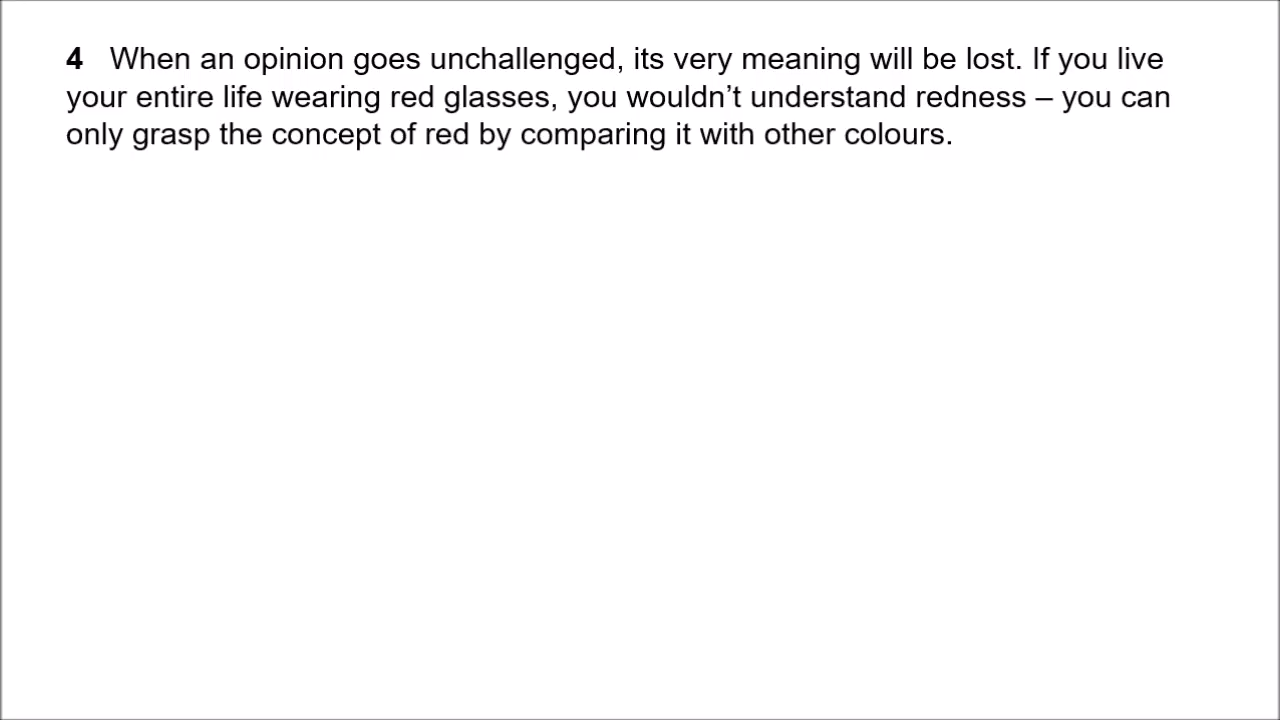 4 When an opinion goes unchallenged, its very meaning will be lost. If you live
your entire life wearing red glasses, you wouldn’t understand redness – you can
only grasp the concept of red by comparing it with other colours.